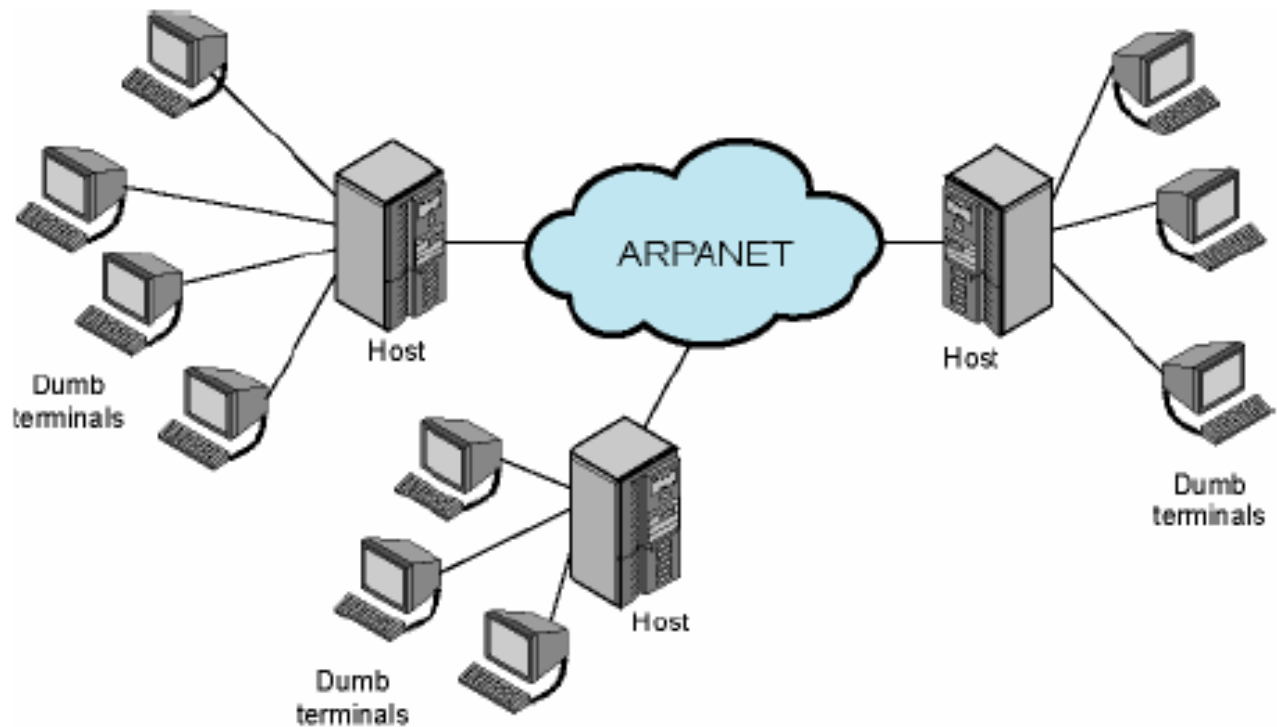 ARPANET
Host
Host
Dumb
terminals
Dumb
terminals
Host
Dumb
terminals